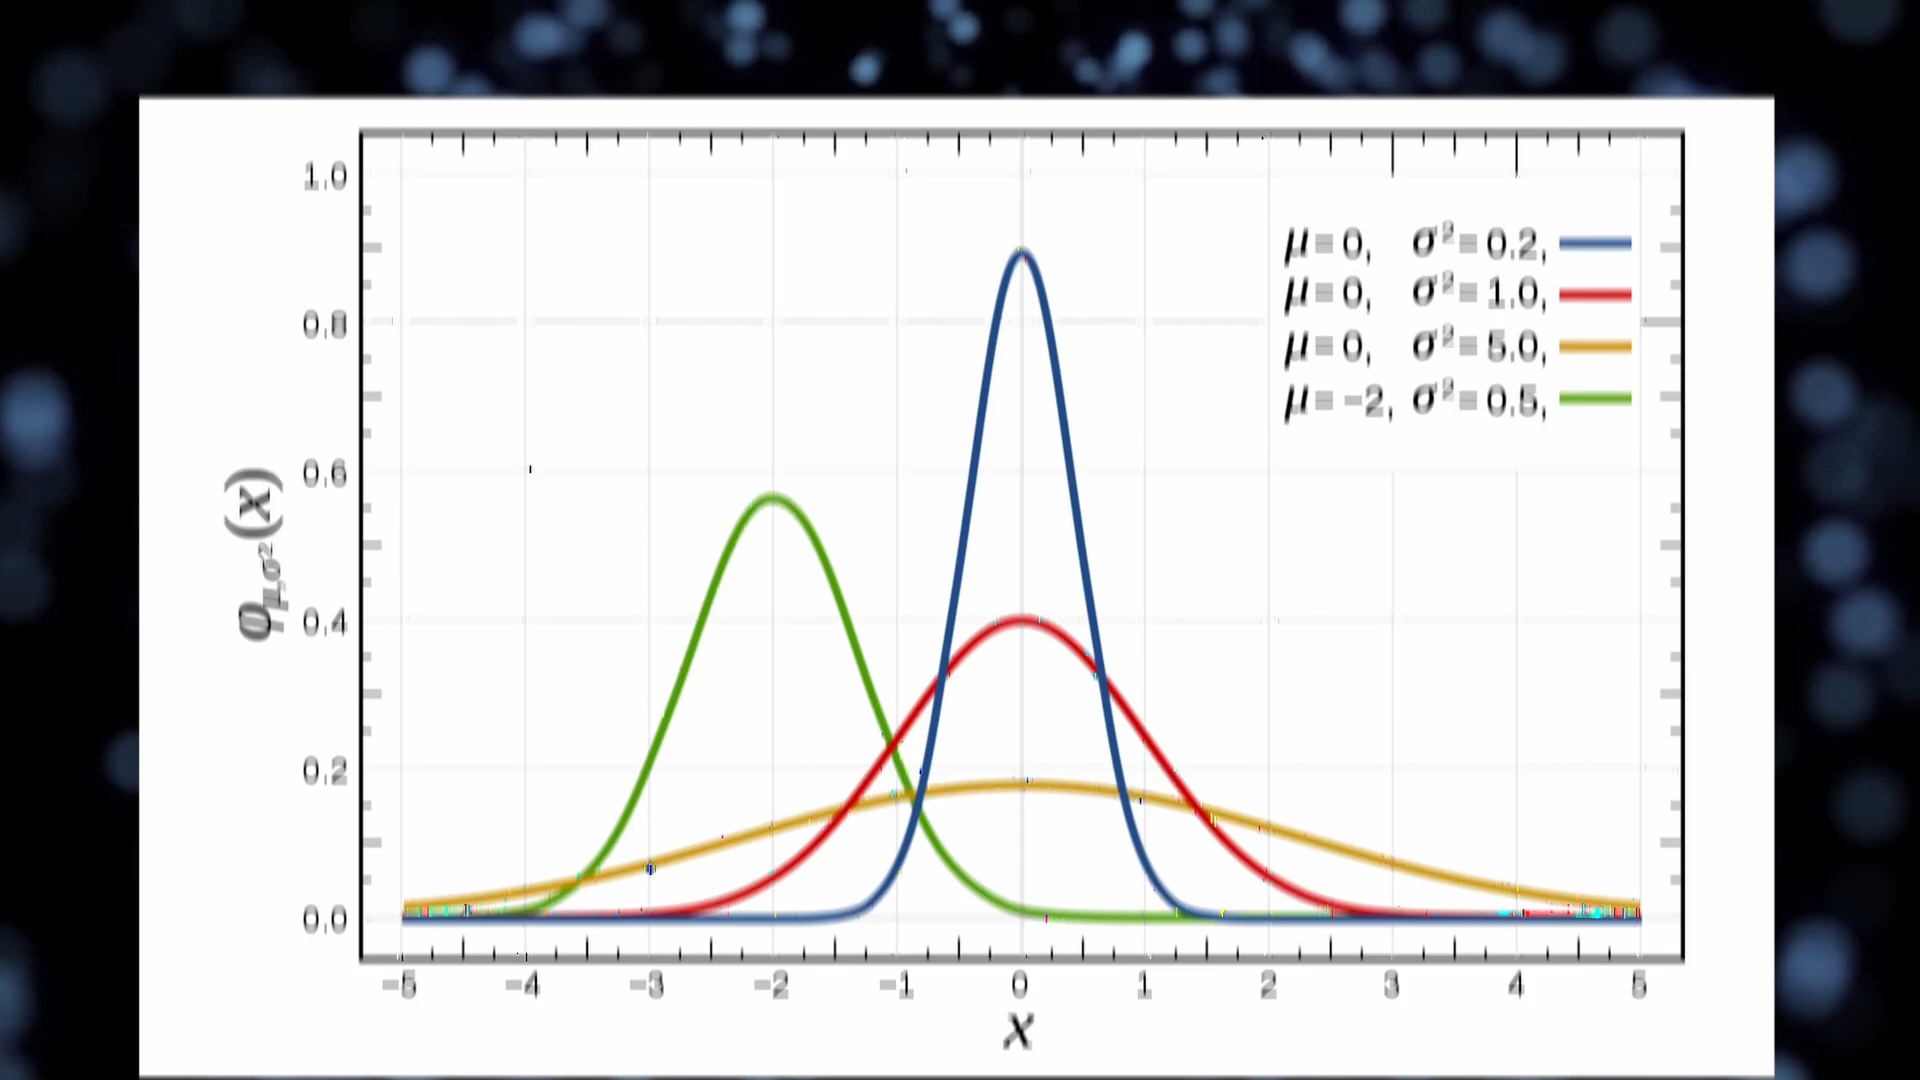 1.0
0.8
0.6
0.4
0.2
0.0
φμ,σ²(x)
μ= 0, σ²= 0.2,
μ= 0, σ²= 1.0,
μ= 0, σ²= 5.0,
μ= −2, σ²= 0.5,
−5 −4 −3 −2 −1 0 1 2 3 4 5
x